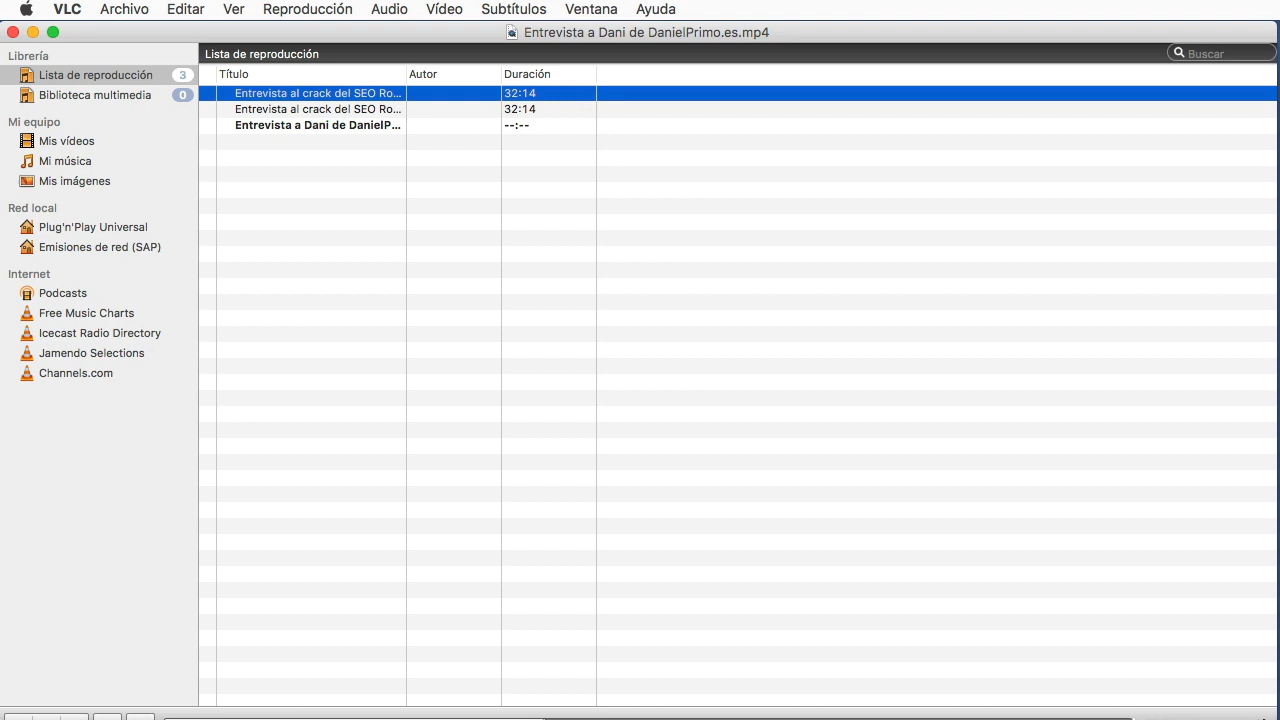 VLC Archivo Editar Ver Reproducción Audio Vídeo Subtítulos Ventana Ayuda
Entrevista a Dani de DanielPrimo.es.mp4
Librería
Lista de reproducción 3
Biblioteca multimedia 0
Mi equipo
Mis vídeos
Mi música
Mis imágenes
Red local
Plug'n'Play Universal
Emisiones de red (SAP)
Internet
Podcasts
Free Music Charts
Icecast Radio Directory
Jamendo Selections
Channels.com
Lista de reproducción
Buscar
Título Autor Duración
Entrevista al crack del SEO Ro... 32:14
Entrevista al crack del SEO Ro... 32:14
Entrevista a Dani de DanielP... --:--